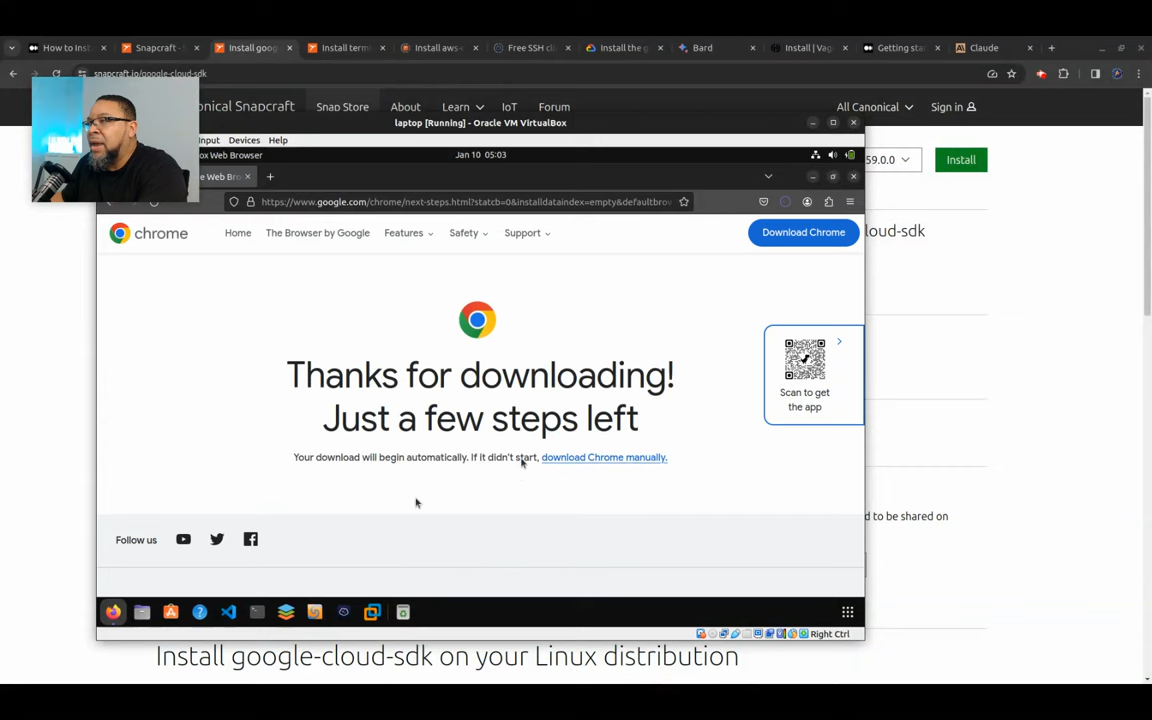 How to Inst
Snapcraft - S
Install goog
Install term
Install aws-
Free SSH cli
Install the g
Bard
Install | Vag
Getting star
Claude
snapcraft.io/google-cloud-sdk
onical Snapcraft
Snap Store
About
Learn
IoT
Forum
All Canonical
Sign in
laptop [Running] - Oracle VM VirtualBox
Input
Devices
Help
ox Web Browser
Jan 10 05:03
59.0.0
Install
e Web Bro
https://www.google.com/chrome/next-steps.html?statcb=0&installdataindex=empty&defaultbrow
chrome
Home
The Browser by Google
Features
Safety
Support
Download Chrome
oud-sdk
Thanks for downloading!
Just a few steps left
Scan to get
the app
Your download will begin automatically. If it didn't start, download Chrome manually.
d to be shared on
Follow us
Right Ctrl
Install google-cloud-sdk on your Linux distribution